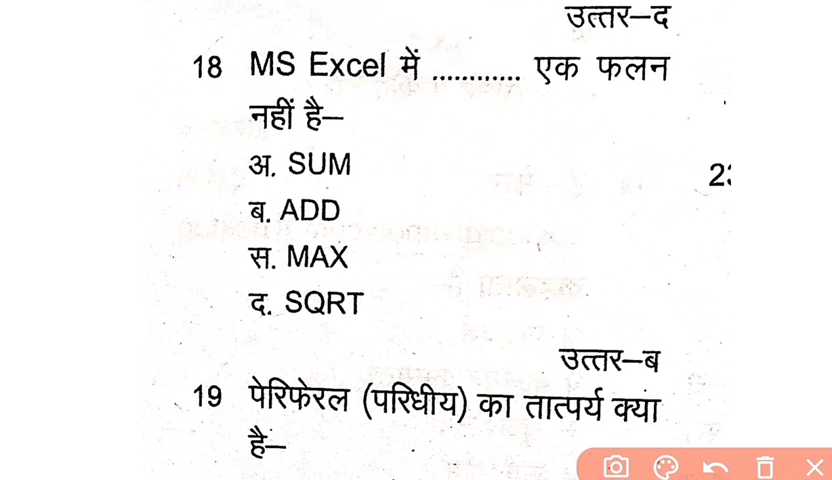 उत्तर–द
18 MS Excel में ............ एक फलन
नहीं है–
अ. SUM
ब. ADD
स. MAX
द. SQRT
उत्तर–ब
19 पेरिफेरल (परिधीय) का तात्पर्य क्या
है–